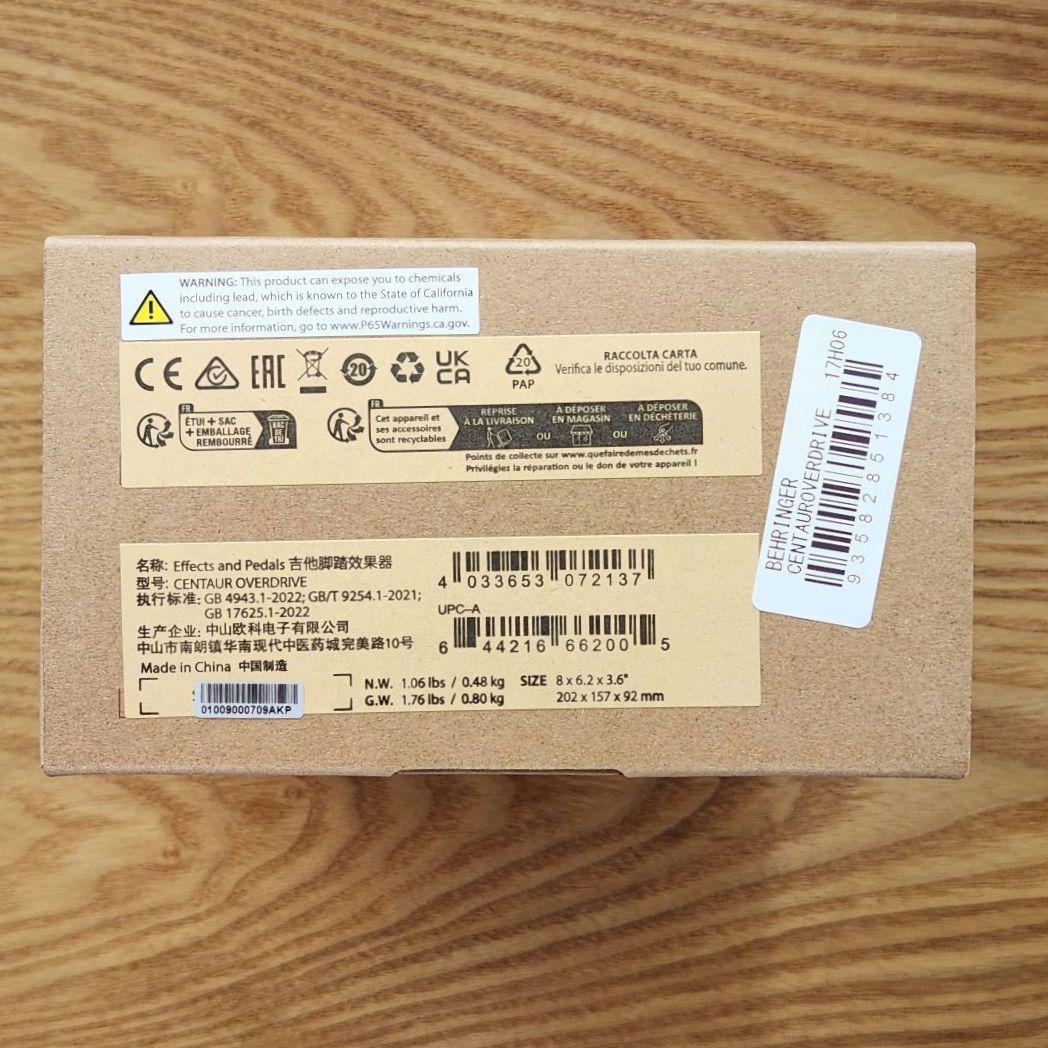 WARNING: This product can expose you to chemicals
including lead, which is known to the State of California
to cause cancer, birth defects and reproductive harm.
For more information, go to www.P65Warnings.ca.gov.
CE
EAC
20
UK
CA
20
PAP
RACCOLTA CARTA
Verifica le disposizioni del tuo comune.
FR
ÉTUI + SAC
+ EMBALLAGE
REMBOURRÉ
BAC
DE
TRI
FR
Cet appareil et
ses accessoires
sont recyclables
REPRISE
À LA LIVRAISON
OU
À DÉPOSER
EN MAGASIN
OU
À DÉPOSER
EN DÉCHÈTERIE
Points de collecte sur www.quefairedemesdechets.fr
Privilégiez la réparation ou le don de votre appareil !
名称: Effects and Pedals 吉他脚踏效果器
型号: CENTAUR OVERDRIVE
执行标准: GB 4943.1-2022; GB/T 9254.1-2021;
GB 17625.1-2022
生产企业: 中山欧科电子有限公司
中山市南朗镇华南现代中医药城完美路10号
Made in China 中国制造
01009000709AKP
4 033653 072137
UPC-A
6 44216 66200 5
N.W. 1.06 lbs / 0.48 kg SIZE 8 x 6.2 x 3.6"
G.W. 1.76 lbs / 0.80 kg 202 x 157 x 92 mm
BEHRINGER
CENTAUROVERDRIVE 17H06
9358285138​4